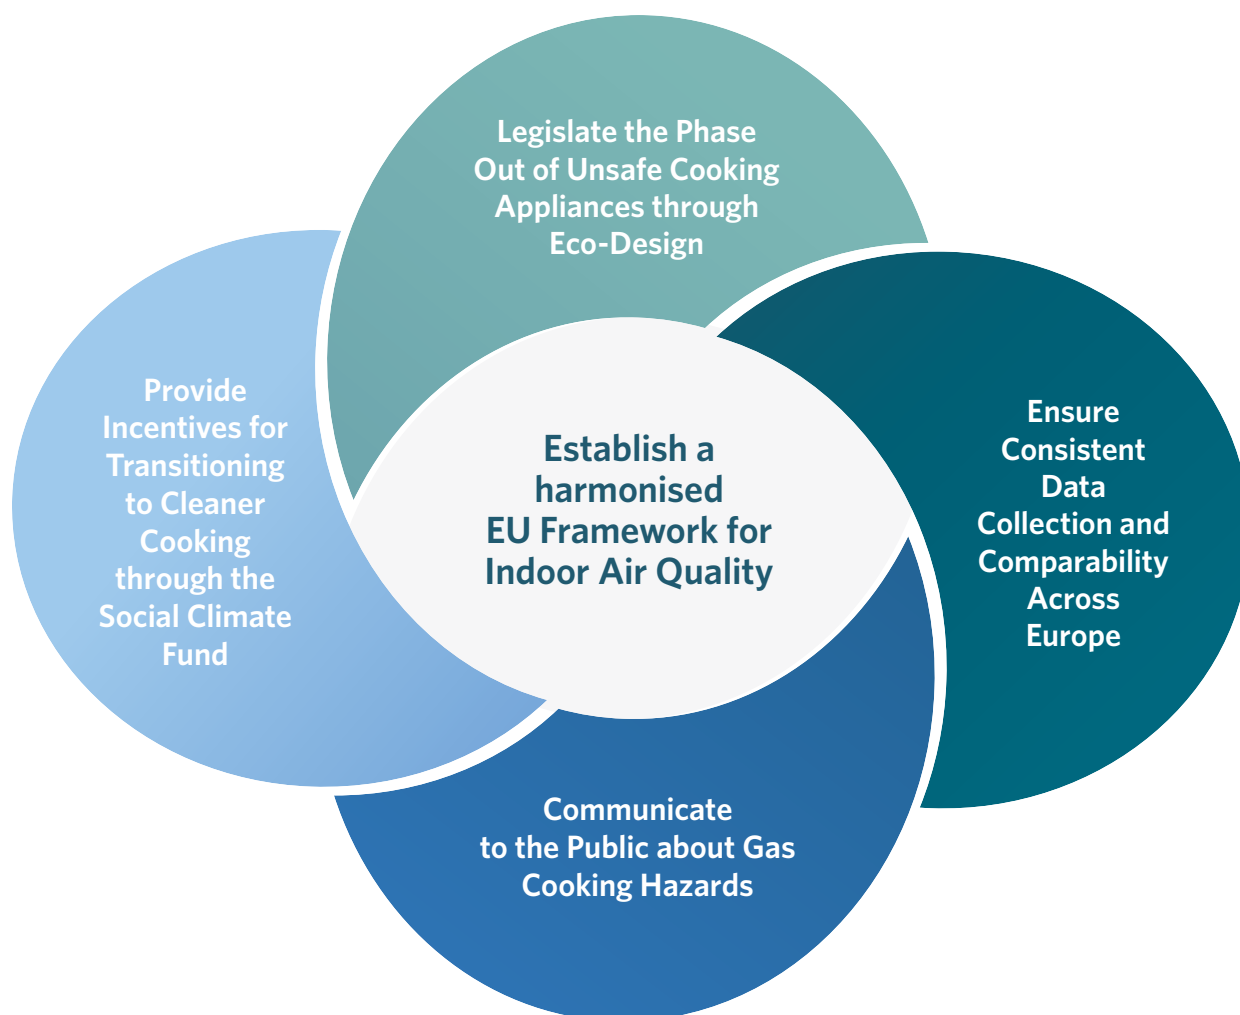 Legislate the Phase
Out of Unsafe Cooking
Appliances through
Eco-Design
Provide
Incentives for
Transitioning
to Cleaner
Cooking
through the
Social Climate
Fund
Establish a
harmonised
EU Framework for
Indoor Air Quality
Ensure
Consistent
Data
Collection and
Comparability
Across
Europe
Communicate
to the Public about Gas
Cooking Hazards